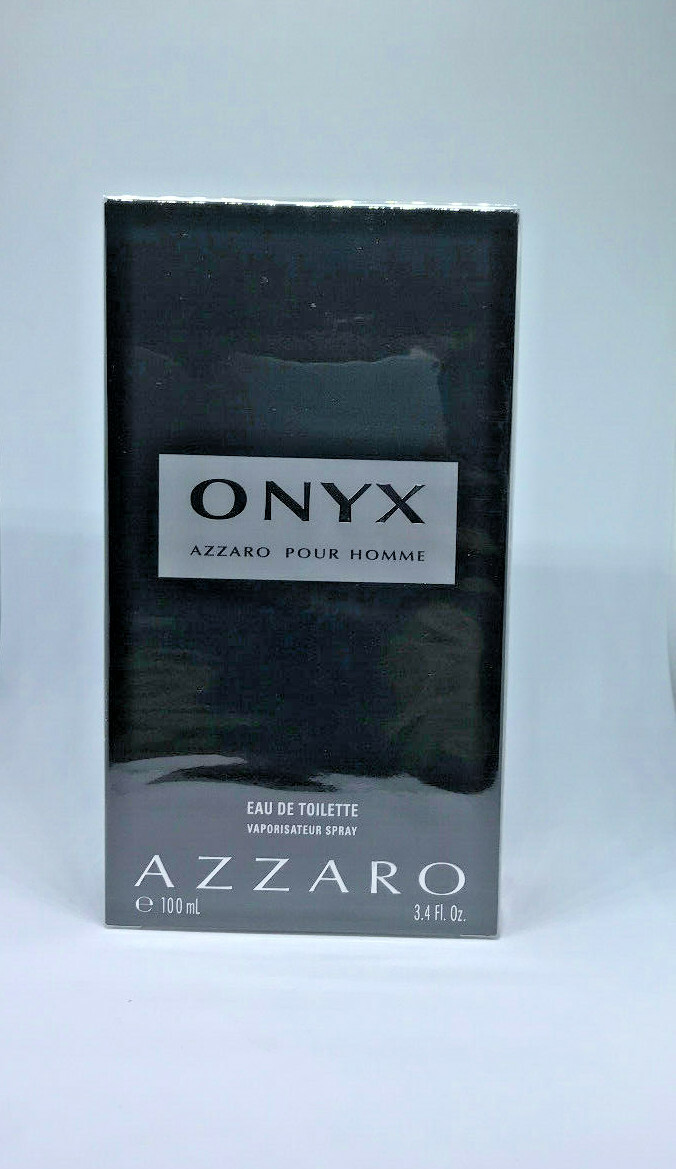 ONYX
AZZARO POUR HOMME
EAU DE TOILETTE
VAPORISATEUR SPRAY
AZZARO
℮ 100 mL 3.4 Fl. Oz.